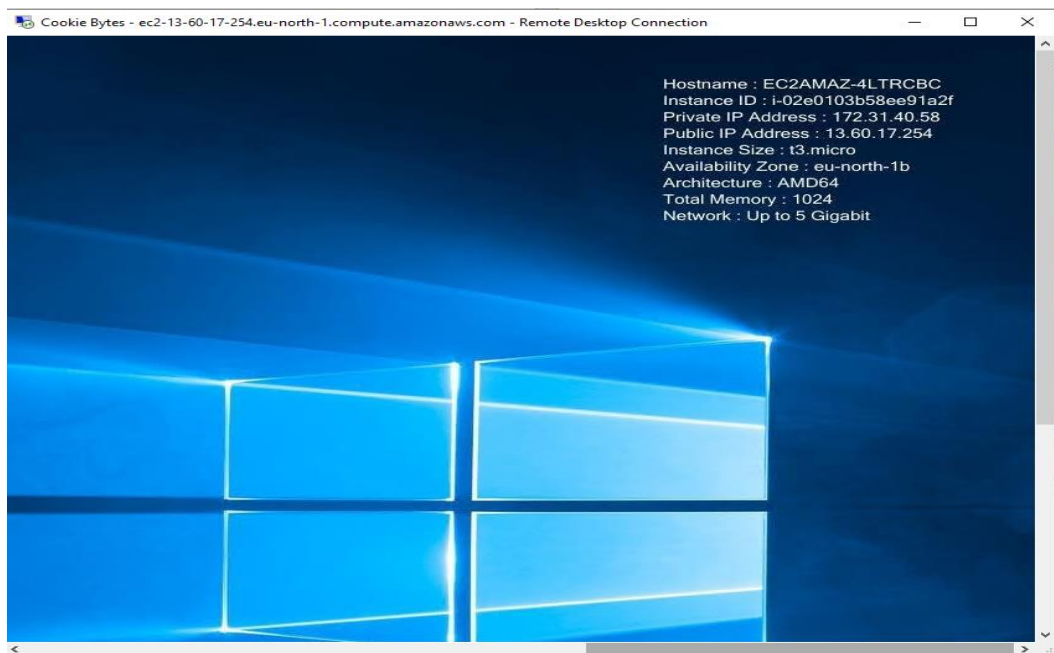 Cookie Bytes - ec2-13-60-17-254.eu-north-1.compute.amazonaws.com - Remote Desktop Connection
Hostname : EC2AMAZ-4LTRCBC
Instance ID : i-02e0103b58ee91a2f
Private IP Address : 172.31.40.58
Public IP Address : 13.60.17.254
Instance Size : t3.micro
Availability Zone : eu-north-1b
Architecture : AMD64
Total Memory : 1024
Network : Up to 5 Gigabit